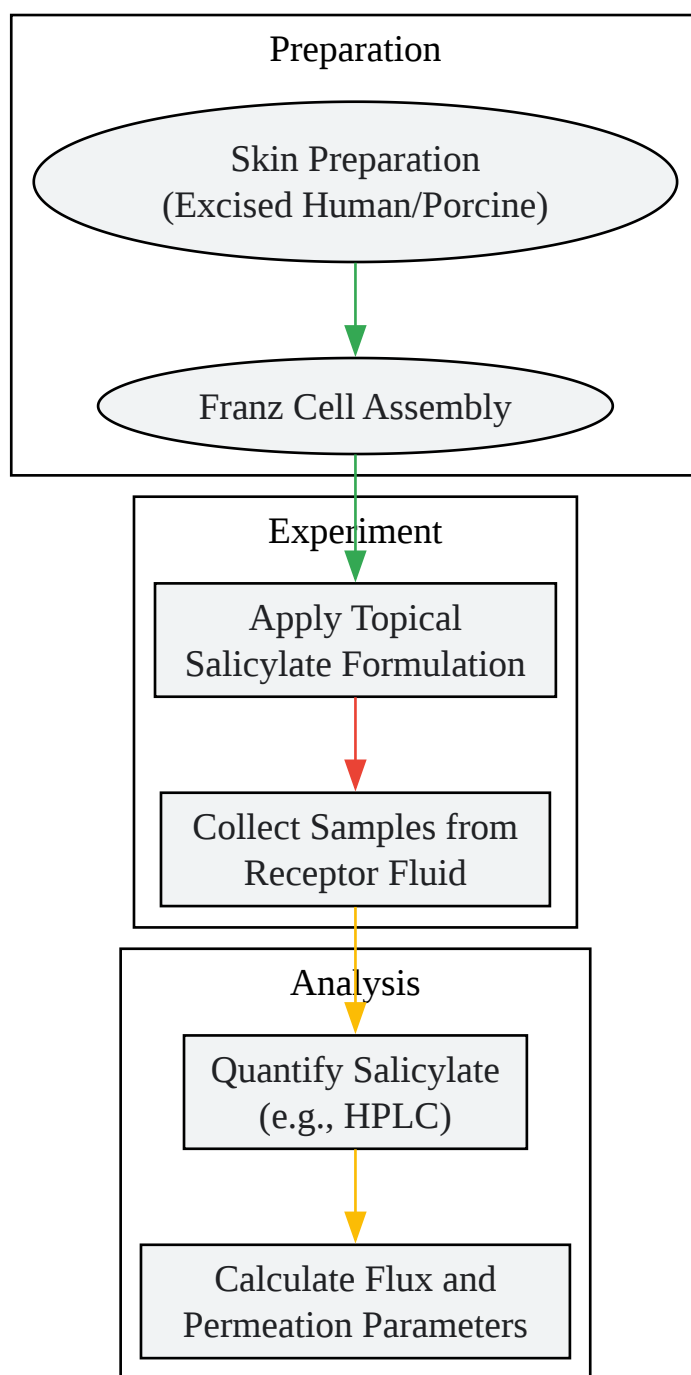 Preparation
Skin Preparation
(Excised Human/Porcine)
Franz Cell Assembly
Experiment
Apply Topical
Salicylate Formulation
Collect Samples from
Receptor Fluid
Analysis
Quantify Salicylate
(e.g., HPLC)
Calculate Flux and
Permeation Parameters